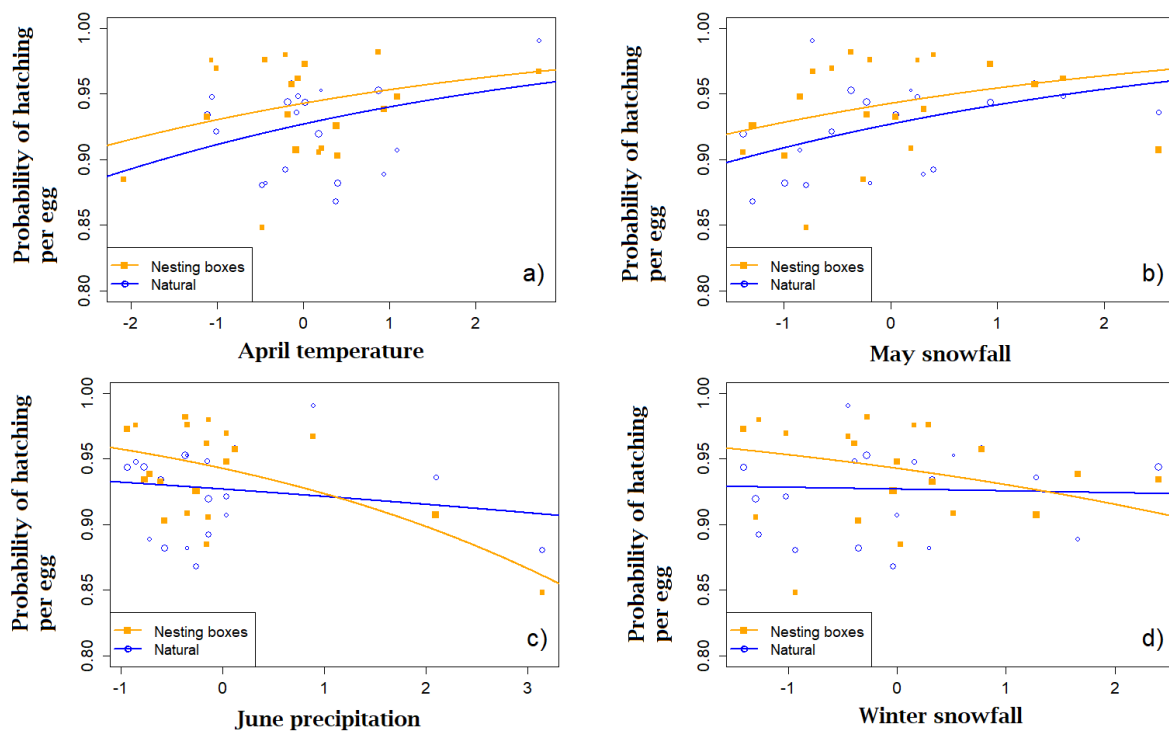 Probability of hatching
per egg
1.00
0.95
0.90
0.85
0.80
Nesting boxes
Natural
a)
-2
-1
0
1
2
April temperature
Probability of hatching
per egg
1.00
0.95
0.90
0.85
0.80
Nesting boxes
Natural
b)
-1
0
1
2
May snowfall
Probability of hatching
per egg
1.00
0.95
0.90
0.85
0.80
Nesting boxes
Natural
c)
-1
0
1
2
3
June precipitation
Probability of hatching
per egg
1.00
0.95
0.90
0.85
0.80
Nesting boxes
Natural
d)
-1
0
1
2
Winter snowfall